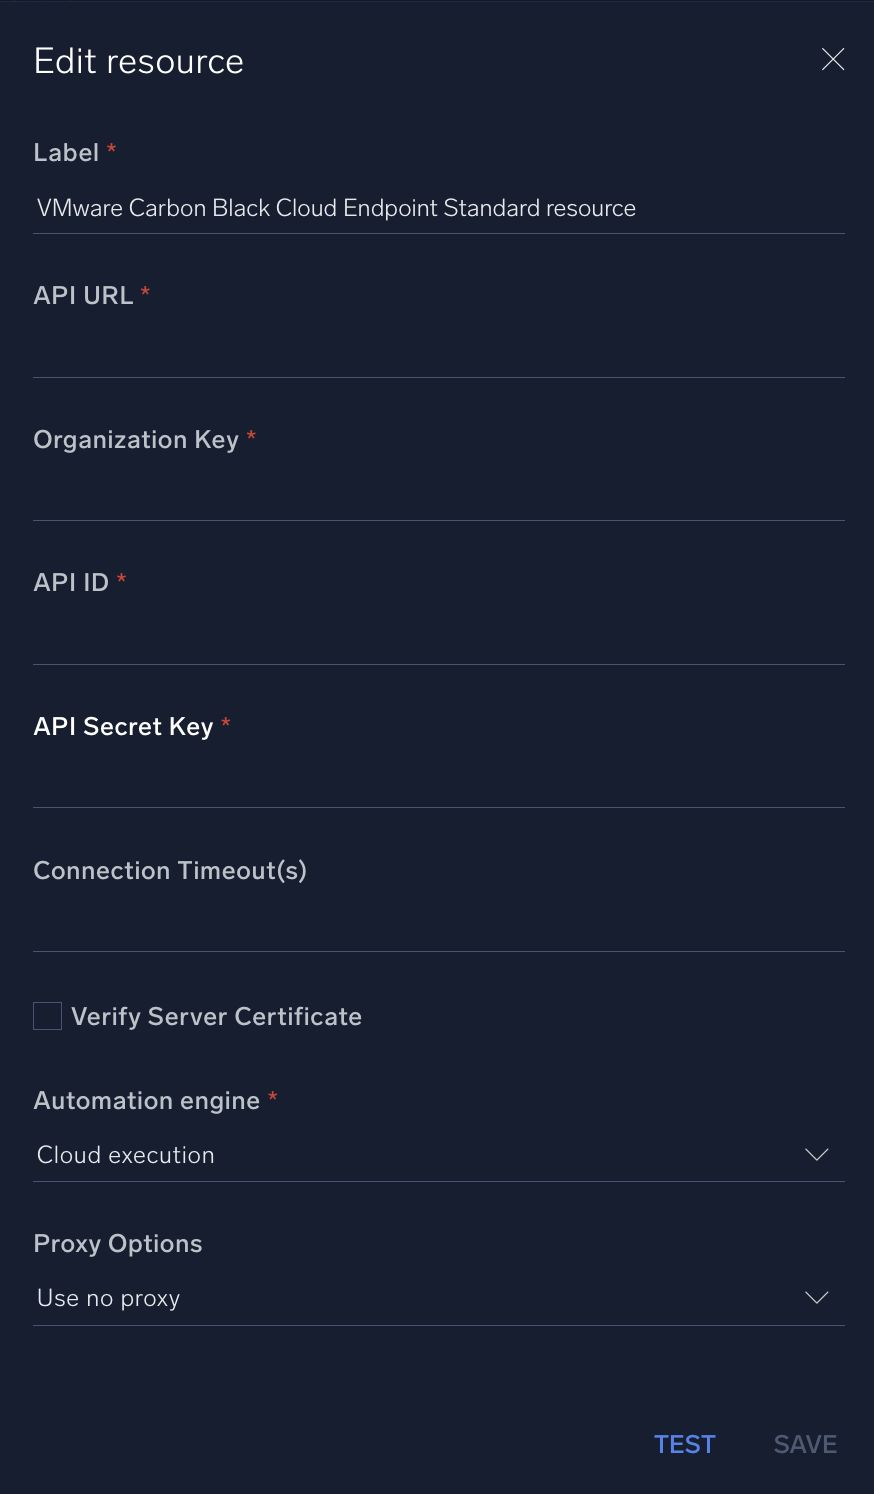 Edit resource
Label *
VMware Carbon Black Cloud Endpoint Standard resource
API URL *
Organization Key *
API ID *
API Secret Key *
Connection Timeout(s)
Verify Server Certificate
Automation engine *
Cloud execution
Proxy Options
Use no proxy
TEST SAVE